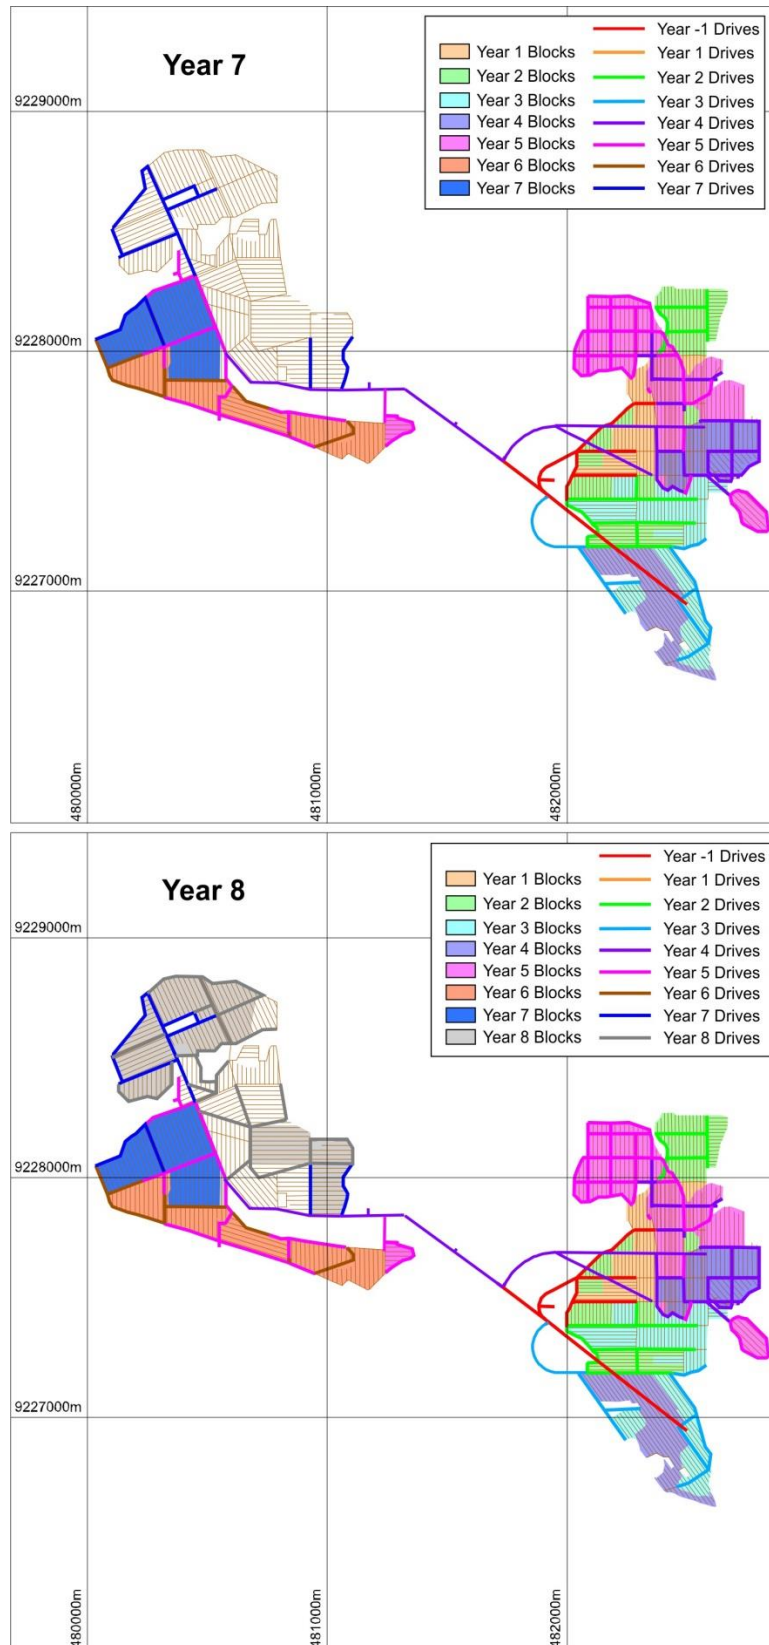 Year 7
Year -1 Drives
Year 1 Blocks Year 1 Drives
Year 2 Blocks Year 2 Drives
Year 3 Blocks Year 3 Drives
Year 4 Blocks Year 4 Drives
Year 5 Blocks Year 5 Drives
Year 6 Blocks Year 6 Drives
Year 7 Blocks Year 7 Drives
9229000m
9228000m
9227000m
480000m
481000m
482000m
Year 8
Year -1 Drives
Year 1 Blocks Year 1 Drives
Year 2 Blocks Year 2 Drives
Year 3 Blocks Year 3 Drives
Year 4 Blocks Year 4 Drives
Year 5 Blocks Year 5 Drives
Year 6 Blocks Year 6 Drives
Year 7 Blocks Year 7 Drives
Year 8 Blocks Year 8 Drives
9229000m
9228000m
9227000m
480000m
481000m
482000m